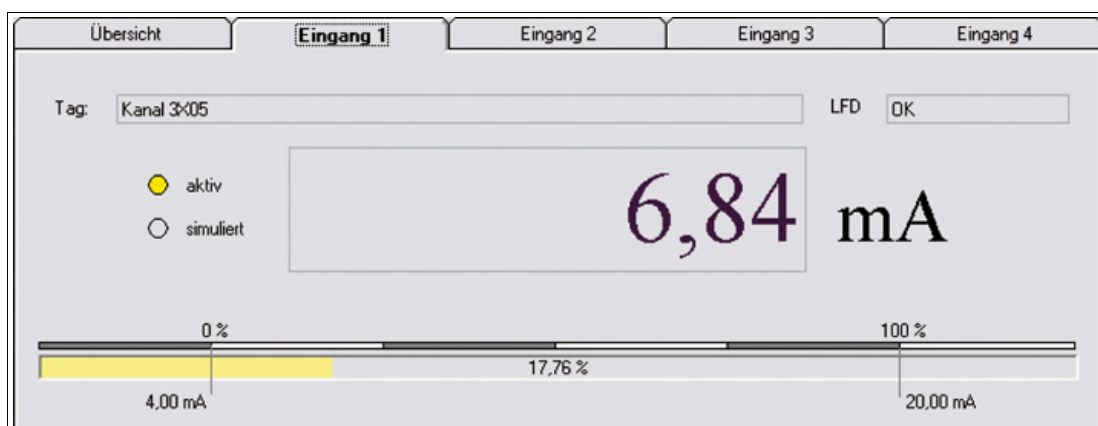 Übersicht Eingang 1 Eingang 2 Eingang 3 Eingang 4
Tag: Kanal 3X05 LFD OK
aktiv
6,84 mA
simuliert
0 % 100 %
17,76 %
4,00 mA 20,00 mA